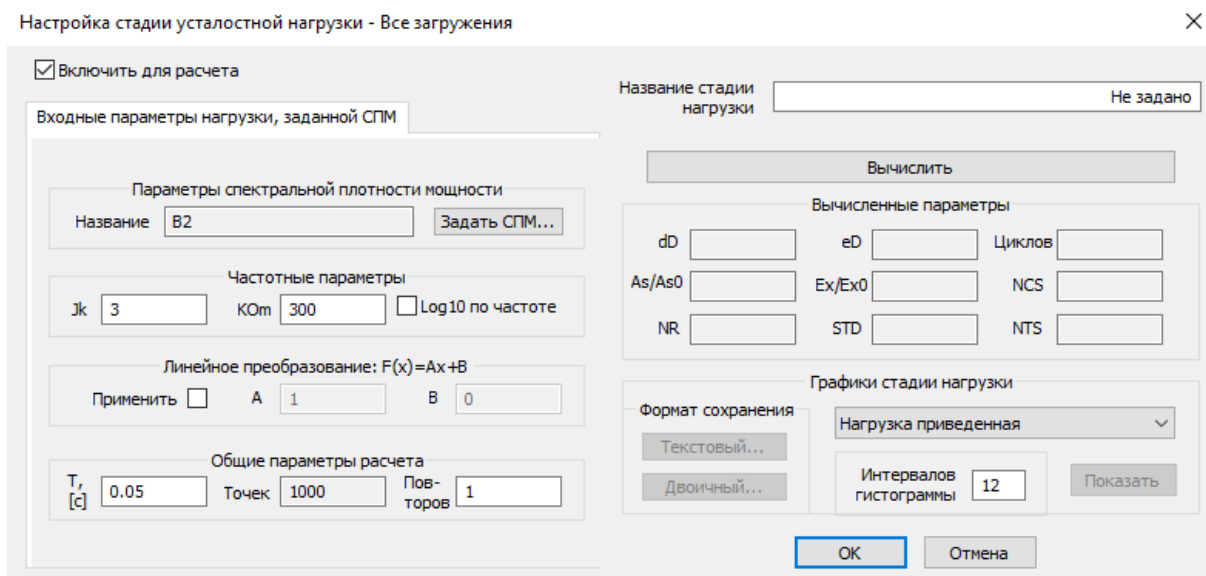 Настройка стадии усталостной нагрузки - Все загружения
Включить для расчета
Входные параметры нагрузки, заданной СПМ
Параметры спектральной плотности мощности
Название B2 Задать СПМ...
Частотные параметры
Jk 3 KOm 300 Log10 по частоте
Линейное преобразование: F(x)=Ax+B
Применить A 1 B 0
Общие параметры расчета
T, [c] 0.05 Точек 1000 Пов-
торов 1
Название стадии
нагрузки Не задано
Вычислить
Вычисленные параметры
dD eD Циклов
As/As0 Ex/Ex0 NCS
NR STD NTS
Графики стадии нагрузки
Формат сохранения
Нагрузка приведенная
Текстовый...
Двоичный...
Интервалов
гистограммы 12
Показать
OK Отмена